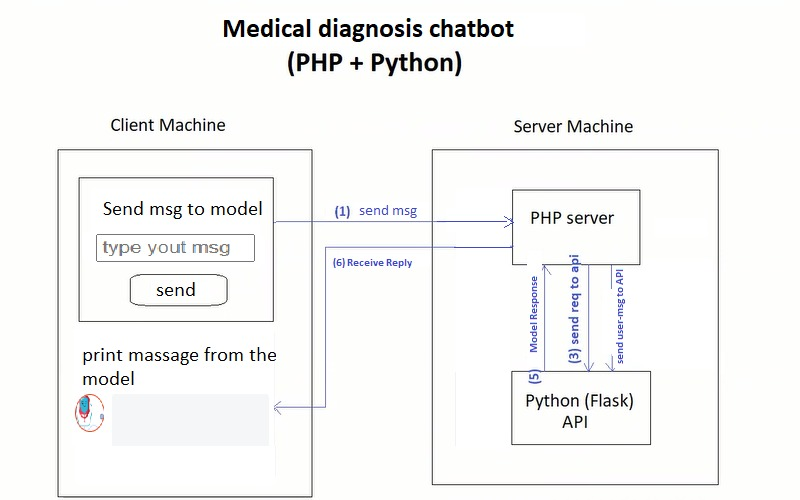 Medical diagnosis chatbot
(PHP + Python)
Client Machine
Server Machine
Send msg to model
type yout msg
send
print massage from the
model
(1) send msg
(6) Receive Reply
PHP server
(5) Model Response
(3) send req to api
send user-msg to API
Python (Flask)
API